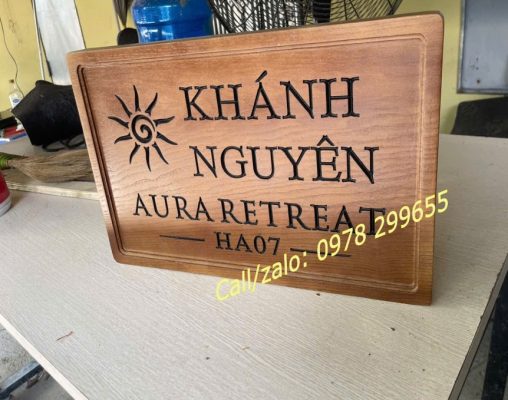 KHÁNH
NGUYÊN
AURA RETREAT
HA07
Call/zalo: 0978 299655